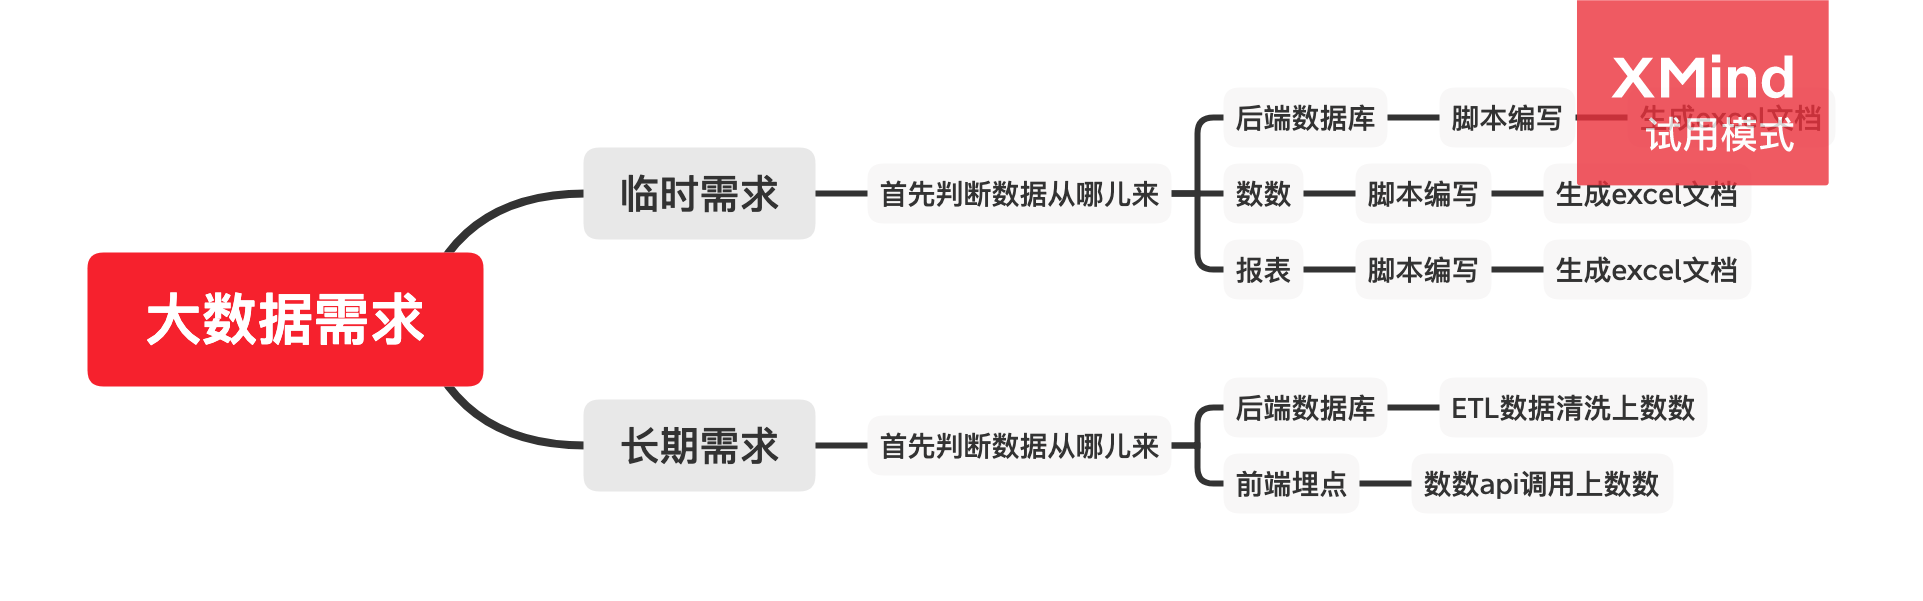 大数据需求
临时需求
首先判断数据从哪儿来
后端数据库
脚本编写
生成excel文档
数数
脚本编写
生成excel文档
报表
脚本编写
生成excel文档
长期需求
首先判断数据从哪儿来
后端数据库
ETL数据清洗上数数
前端埋点
数数api调用上数数
XMind
试用模式